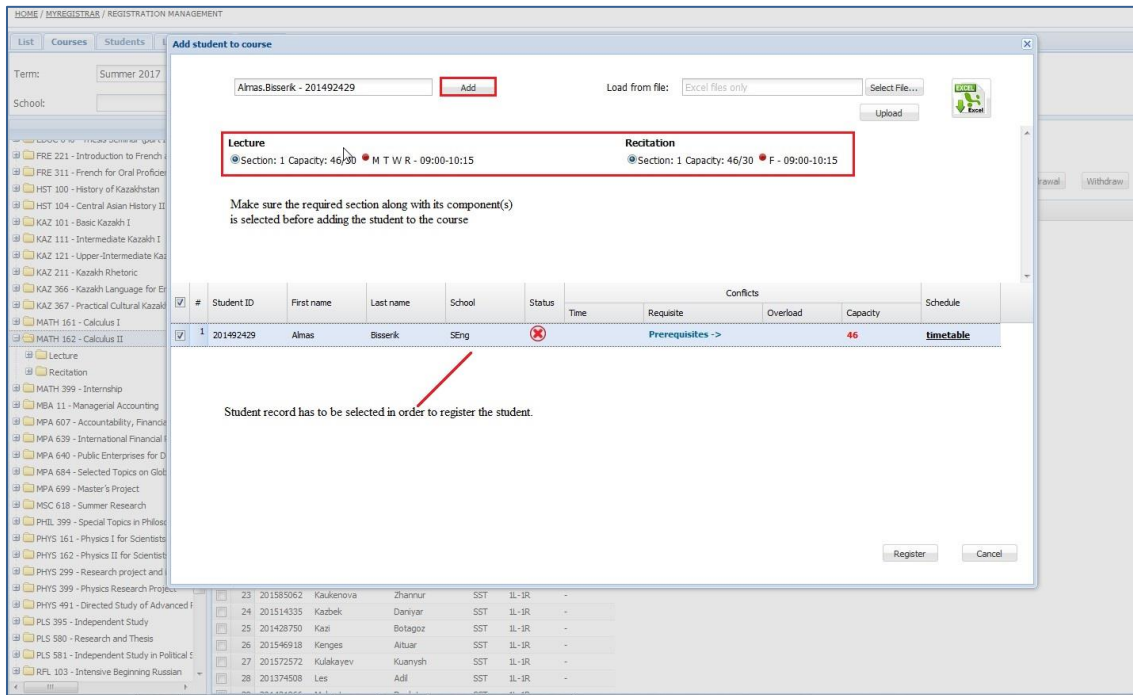 HOME / MYREGISTRAR / REGISTRATION MANAGEMENT
List Courses Students
Term: Summer 2017
School:
FRE 221 - Introduction to French
FRE 311 - French for Oral Proficie
HST 100 - History of Kazakhstan
HST 104 - Central Asian History II
KAZ 101 - Basic Kazakh I
KAZ 111 - Intermediate Kazakh I
KAZ 121 - Upper-Intermediate Kaz
KAZ 211 - Kazakh Rhetoric
KAZ 366 - Kazakh Language for Er
KAZ 367 - Practical Cultural Kazakh
MATH 161 - Calculus I
MATH 162 - Calculus II
Lecture
Recitation
MATH 399 - Internship
MBA 11 - Managerial Accounting
MPA 607 - Accountability, Financia
MPA 639 - International Financial
MPA 640 - Public Enterprises for D
MPA 684 - Selected Topics on Glob
MPA 699 - Master's Project
MSC 618 - Summer Research
PHIL 399 - Special Topics in Philoso
PHYS 161 - Physics I for Scientists
PHYS 162 - Physics II for Scientist
PHYS 299 - Research project and
PHYS 399 - Physics Research Project
PHYS 491 - Directed Study of Advanced
PLS 395 - Independent Study
PLS 580 - Research and Thesis
PLS 581 - Independent Study in Political S
RFL 103 - Intensive Beginning Russian
Add student to course
Almas.Bisserik - 201492429 Add Load from file: Excel files only Select File...
EXCEL
Excel
Upload
Lecture Recitation
Section: 1 Capacity: 46/30 M T W R - 09:00-10:15 Section: 1 Capacity: 46/30 F - 09:00-10:15
Make sure the required section along with its component(s)
is selected before adding the student to the course
# Student ID First name Last name School Status Conflicts Schedule
Time Requisite Overload Capacity
1 201492429 Almas Bisserik SEng Prerequisites -> 46 timetable
Student record has to be selected in order to register the student.
Register Cancel
rawal Withdraw
23 201585062 Kaukenova Zhannur SST 1L-1R -
24 201514335 Kazbek Daniyar SST 1L-1R -
25 201428750 Kazi Botagoz SST 1L-1R -
26 201546918 Kenges Aituar SST 1L-1R -
27 201572572 Kulakayev Kuanysh SST 1L-1R -
28 201374508 Les Adil SST 1L-1R -